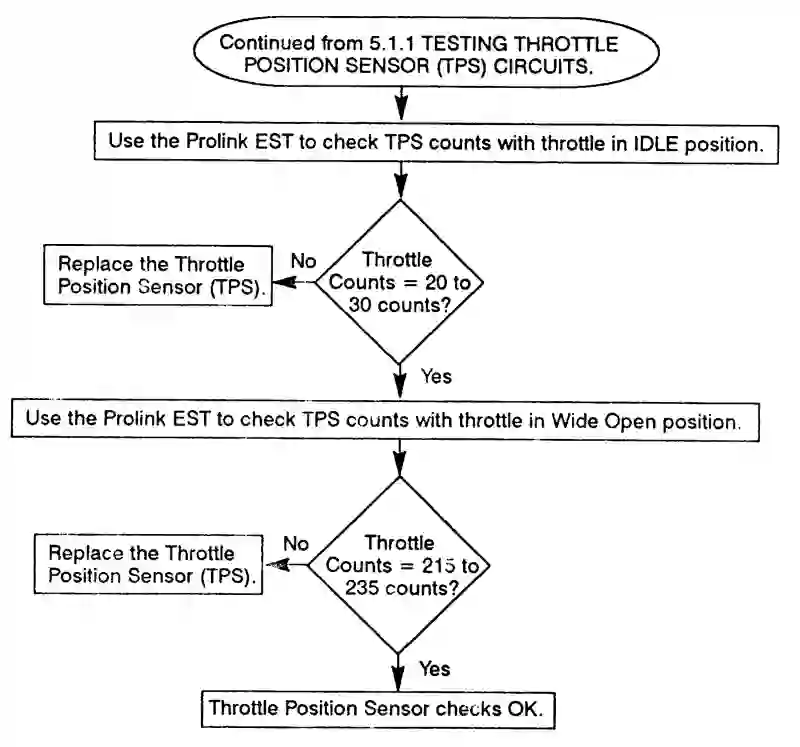 Continued from 5.1.1 TESTING THROTTLE
POSITION SENSOR (TPS) CIRCUITS.
Use the Prolink EST to check TPS counts with throttle in IDLE position.
Throttle
Counts = 20 to
30 counts?
No
Replace the Throttle
Position Sensor (TPS).
Yes
Use the Prolink EST to check TPS counts with throttle in Wide Open position.
Throttle
Counts = 215 to
235 counts?
No
Replace the Throttle
Position Sensor (TPS).
Yes
Throttle Position Sensor checks OK.